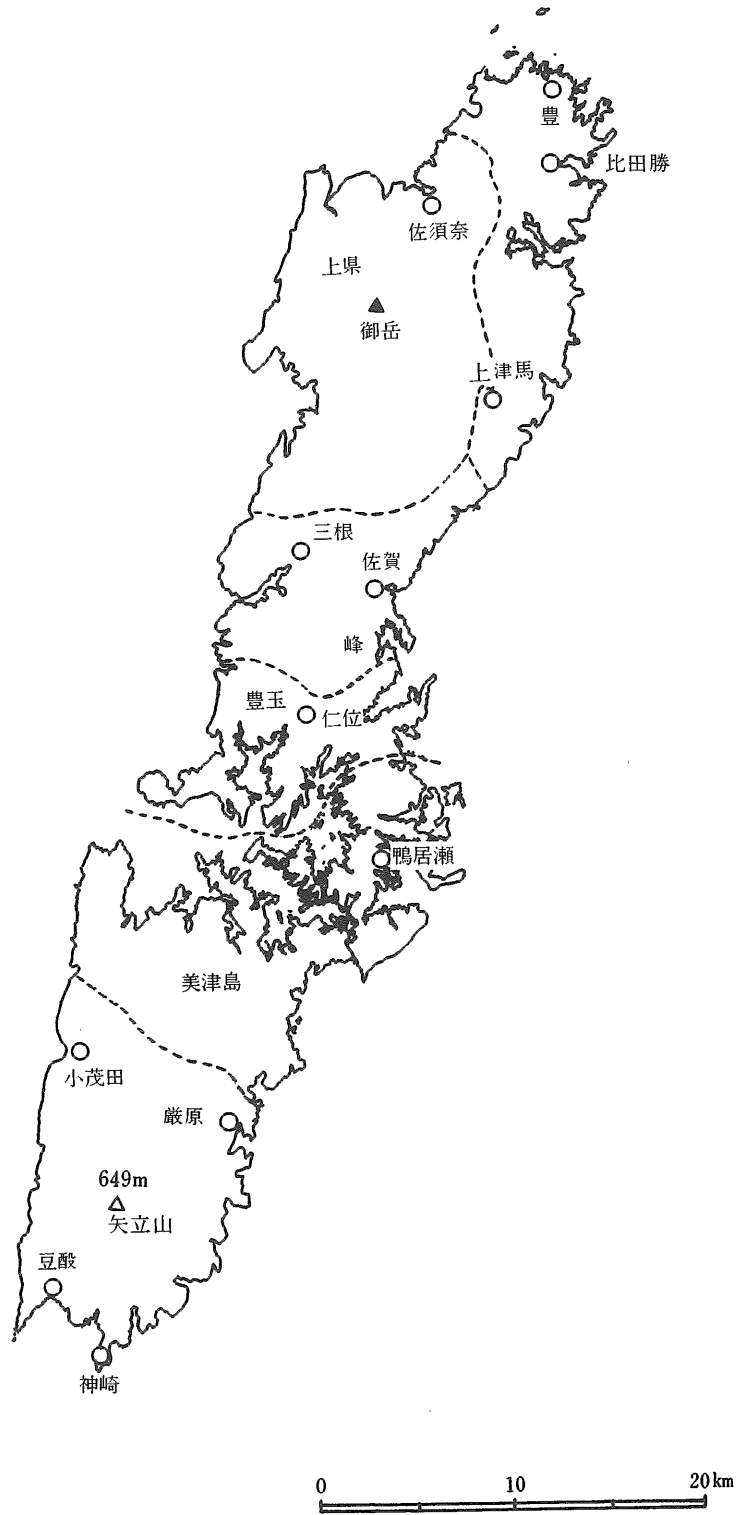 豊
比田勝
佐須奈
上県
御岳
上津馬
三根
佐賀
峰
豊玉
仁位
鴨居瀬
美津島
小茂田
厳原
649m
矢立山
豆酘
神崎
0 10 20km